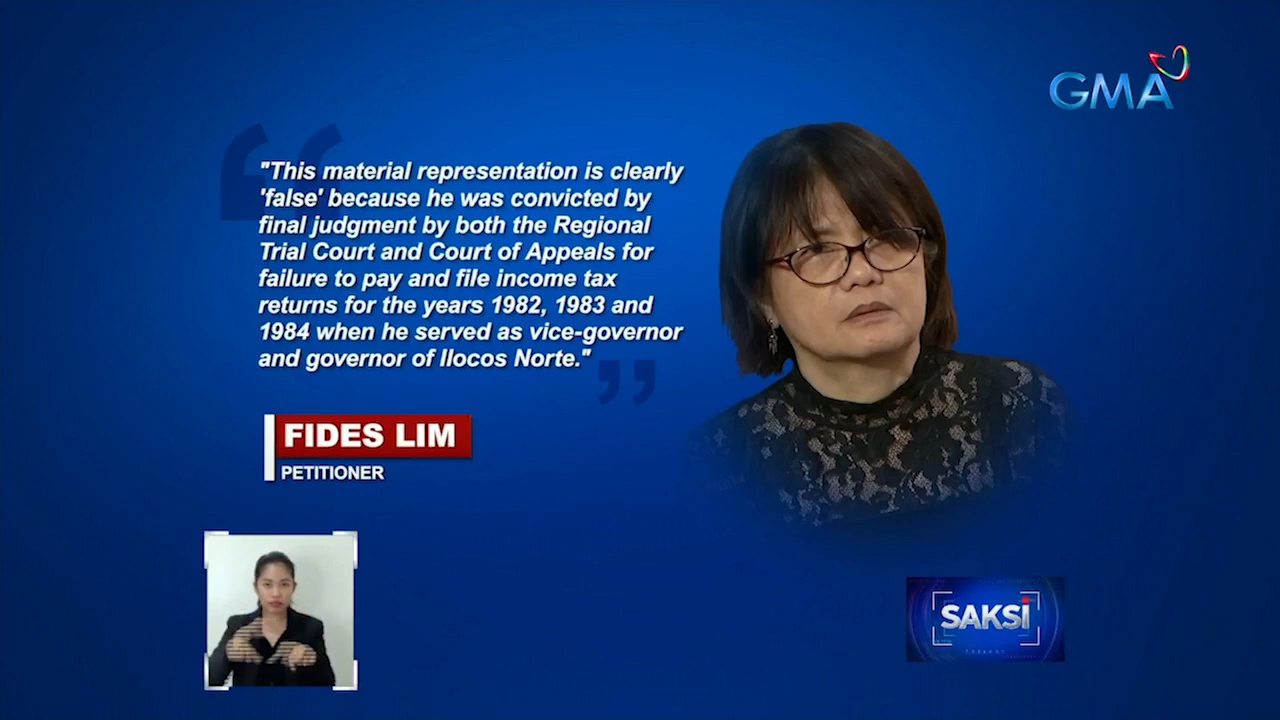 GMA
"This material representation is clearly
'false' because he was convicted by
final judgment by both the Regional
Trial Court and Court of Appeals for
failure to pay and file income tax
returns for the years 1982, 1983 and
1984 when he served as vice-governor
and governor of Ilocos Norte."
FIDES LIM
PETITIONER
SAKSI